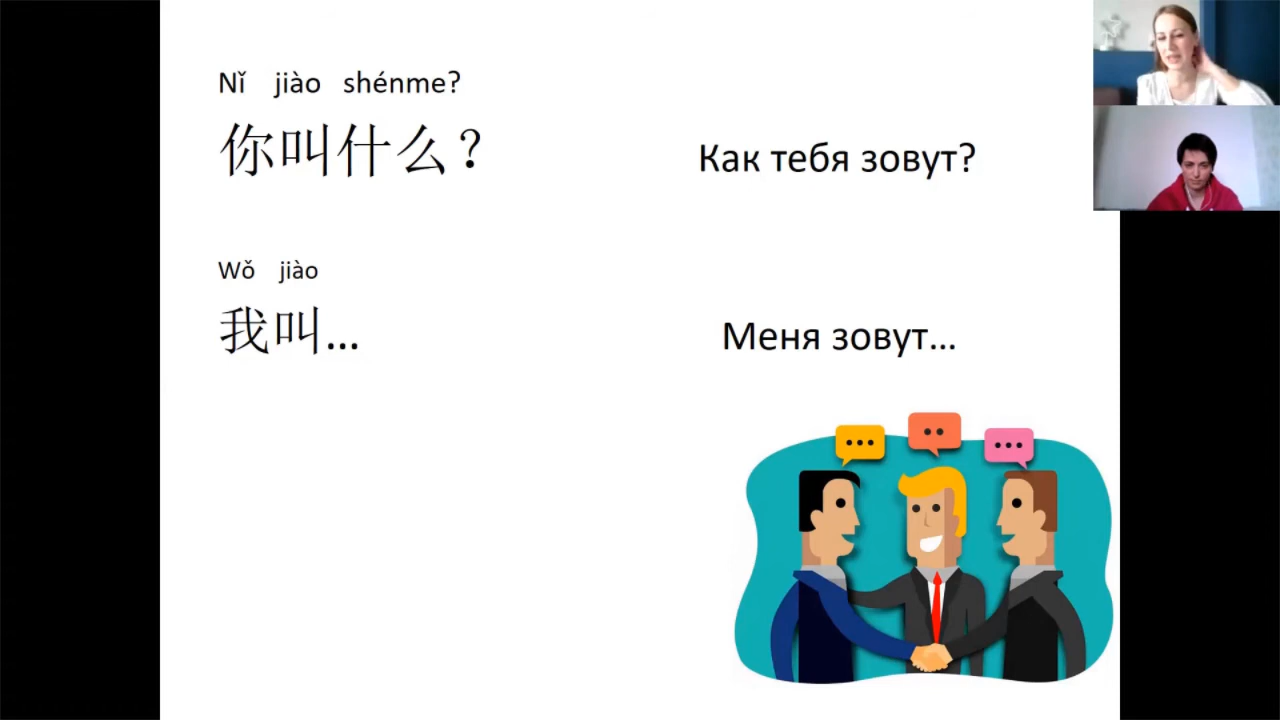 Nǐ jiào shénme?
你叫什么？
Как тебя зовут?
Wǒ jiào
我叫...
Меня зовут...